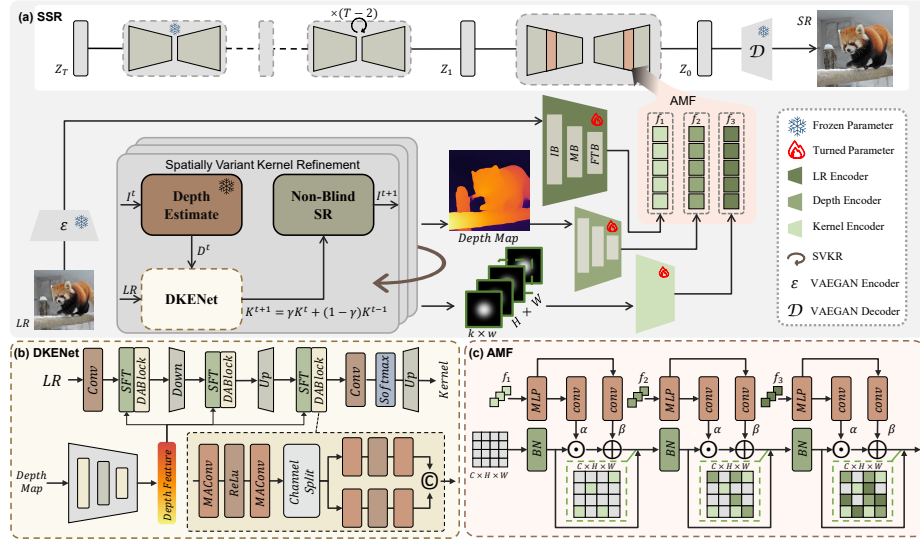 (a) SSR
×(T − 2)
SR
Z_T
Z_1
Z_0
𝒟
AMF
f_1
f_2
f_3
IB
MB
FTB
Spatially Variant Kernel Refinement
I^t
Depth
Estimate
Non-Blind
SR
I^{t+1}
Depth Map
ε
D^t
LR
LR
DKENet
K^{t+1} = γK^t + (1−γ)K^{t−1}
H × W
k × w
Frozen Parameter
Turned Parameter
LR Encoder
Depth Encoder
Kernel Encoder
SVKR
ε VAEGAN Encoder
𝒟 VAEGAN Decoder
(b) DKENet
LR
Conv
SFT
DABlock
Down
SFT
DABlock
Up
SFT
DABlock
Conv
Softmax
Up
Kernel
Depth
Map
Depth Feature
MAConv
Relu
MAConv
Channel
Split
C
(c) AMF
f_1
MLP
conv
conv
f_2
MLP
conv
conv
f_3
MLP
conv
conv
α
β
α
β
α
β
BN
BN
BN
C × H × W
C × H × W
C × H × W
C × H × W